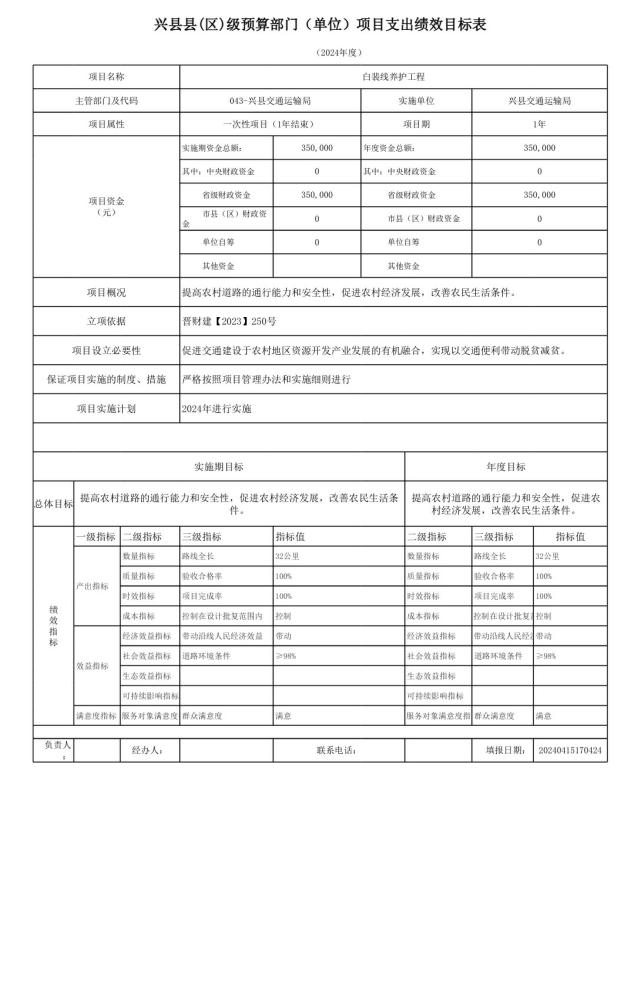 兴县县(区)级预算部门（单位）项目支出绩效目标表
（2024年度）
项目名称 白装线养护工程
主管部门及代码 043-兴县交通运输局 实施单位 兴县交通运输局
项目属性 一次性项目（1年结束） 项目期 1年
项目资金
（元）
实施期资金总额: 350,000 年度资金总额: 350,000
其中：中央财政资金 0 其中：中央财政资金 0
省级财政资金 350,000 省级财政资金 350,000
市县（区）财政资
金 0 市县（区）财政资金 0
单位自筹 0 单位自筹 0
其他资金 其他资金
项目概况 提高农村道路的通行能力和安全性，促进农村经济发展，改善农民生活条件。
立项依据 晋财建【2023】250号
项目设立必要性 促进交通建设于农村地区资源开发产业发展的有机融合，实现以交通便利带动脱贫减贫。
保证项目实施的制度、措施 严格按照项目管理办法和实施细则进行
项目实施计划 2024年进行实施
实施期目标 年度目标
总体目标
提高农村道路的通行能力和安全性，促进农村经济发展，改善农民生活条
件。
提高农村道路的通行能力和安全性，促进农
村经济发展，改善农民生活条件。
绩效指标
一级指标 二级指标 三级指标 指标值 二级指标 三级指标 指标值
产出指标
数量指标 路线全长 32公里 数量指标 路线全长 32公里
质量指标 验收合格率 100% 质量指标 验收合格率 100%
时效指标 项目完成率 100% 时效指标 项目完成率 100%
成本指标 控制在设计批复范围内 控制 成本指标 控制在设计批复 控制
效益指标
经济效益指标 带动沿线人民经济效益 带动 经济效益指标 带动沿线人民经 带动
社会效益指标 道路环境条件 ≥98% 社会效益指标 道路环境条件 ≥98%
生态效益指标 生态效益指标
可持续影响指标 可持续影响指标
满意度指标 服务对象满意度 群众满意度 满意 服务对象满意度指 群众满意度 满意
负责人
： 经办人： 联系电话： 填报日期： 20240415170424